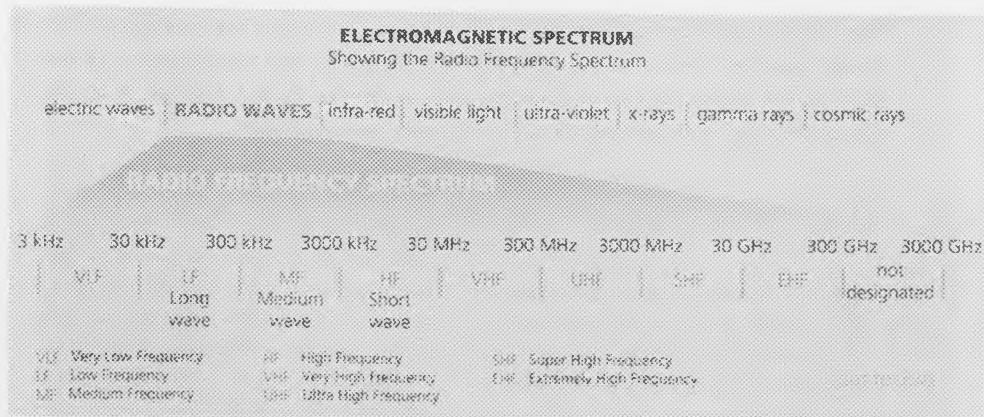 ELECTROMAGNETIC SPECTRUM
Showing the Radio Frequency Spectrum
electric waves RADIO WAVES infra-red visible light ultra-violet x-rays gamma rays cosmic rays
RADIO FREQUENCY SPECTRUM
3 kHz 30 kHz 300 kHz 3000 kHz 30 MHz 300 MHz 3000 MHz 30 GHz 300 GHz 3000 GHz
VLF LF MF HF VHF UHF SHF EHF not
Long Medium Short designated
wave wave wave
VLF Very Low Frequency HF High Frequency SHF Super High Frequency
LF Low Frequency VHF Very High Frequency EHF Extremely High Frequency
MF Medium Frequency UHF Ultra High Frequency